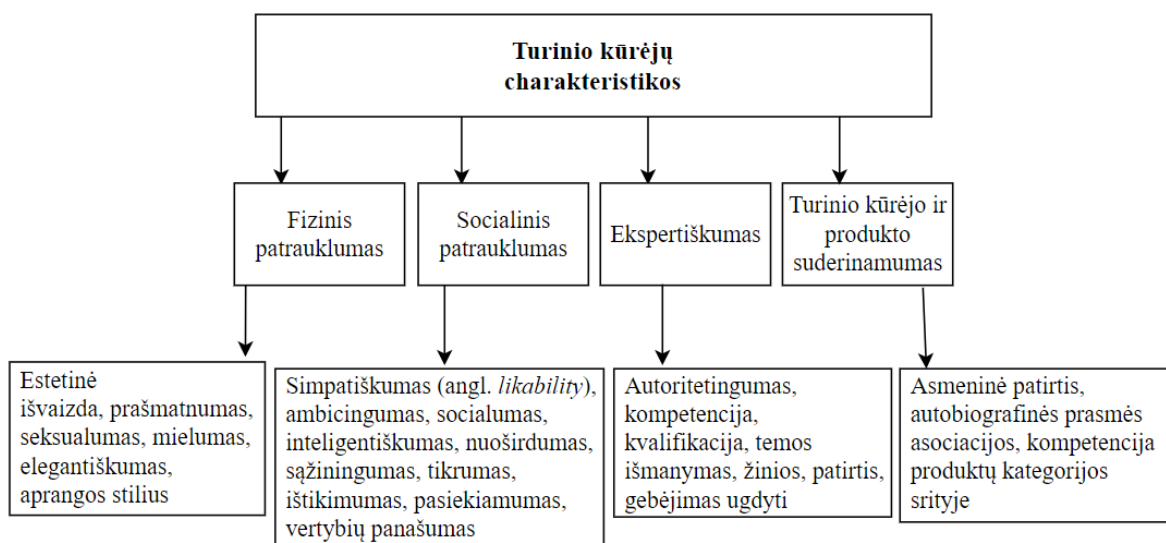 Turinio kūrėjų
charakteristikos
Fizinis
patrauklumas
Socialinis
patrauklumas
Ekspertiškumas
Turinio kūrėjo ir
produkto
suderinamumas
Estetinė
išvaizda, prašmatnumas,
seksualumas, mielumas,
elegantiškumas,
aprangos stilius
Simpatiškumas (angl. likability),
ambicingumas, socialumas,
inteligentiškumas, nuoširdumas,
sąžiningumas, tikrumas,
ištikimumas, pasiekiamumas,
vertybių panašumas
Autoritetingumas,
kompetencija,
kvalifikacija, temos
išmanymas, žinios, patirtis,
gebėjimas ugdyti
Asmeninė patirtis,
autobiografinės prasmės
asociacijos, kompetencija
produktų kategorijos
srityje